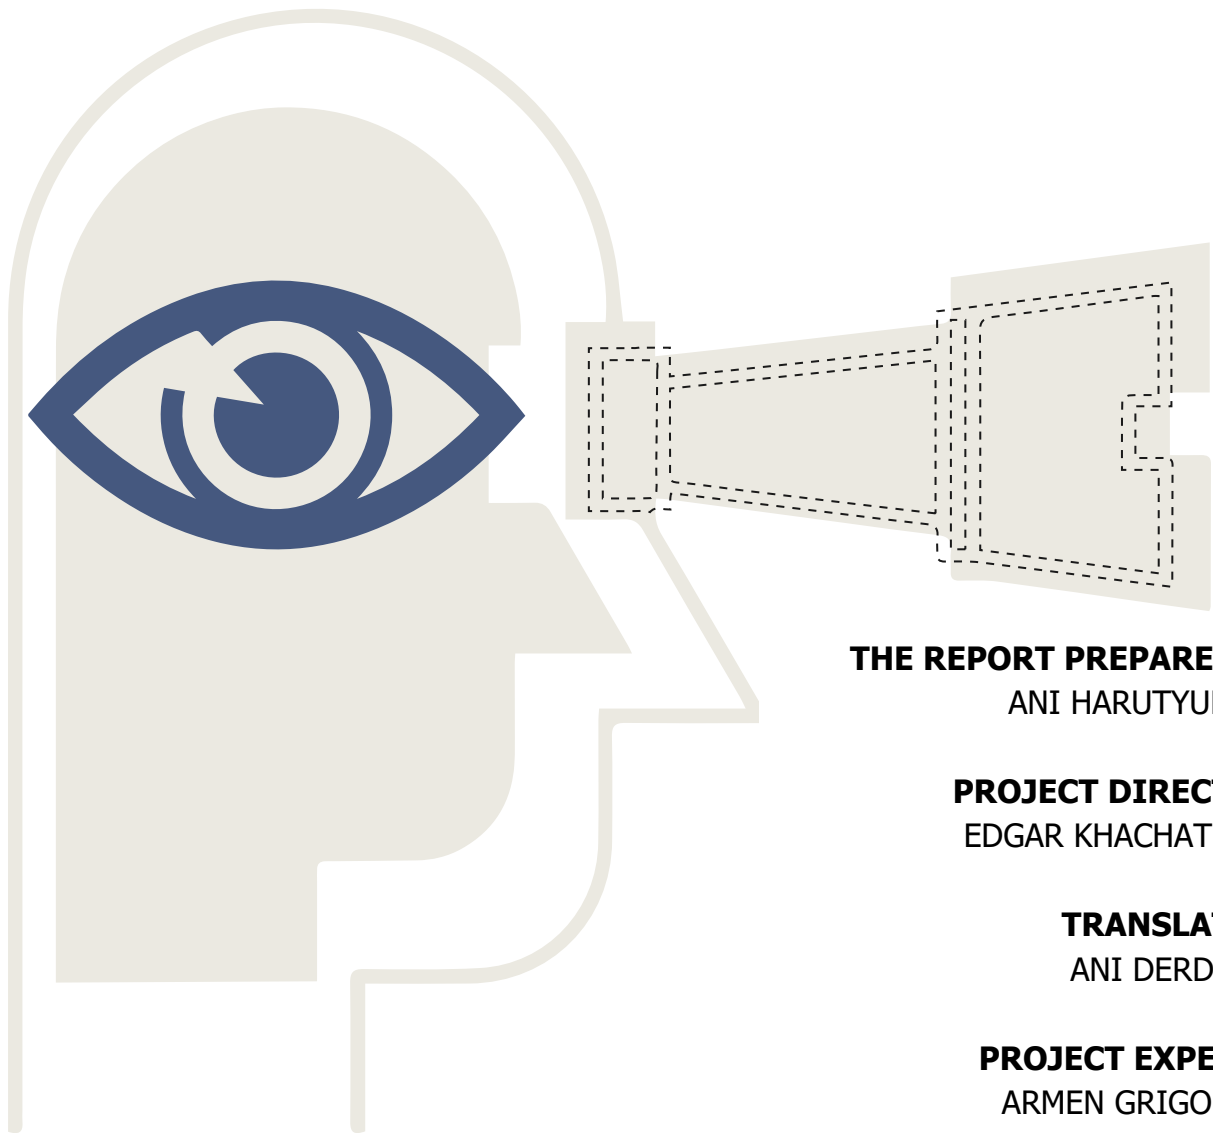 THE REPORT PREPARE
ANI HARUTYU
PROJECT DIREC
EDGAR KHACHAT
TRANSLA
ANI DERD
PROJECT EXPE
ARMEN GRIGO